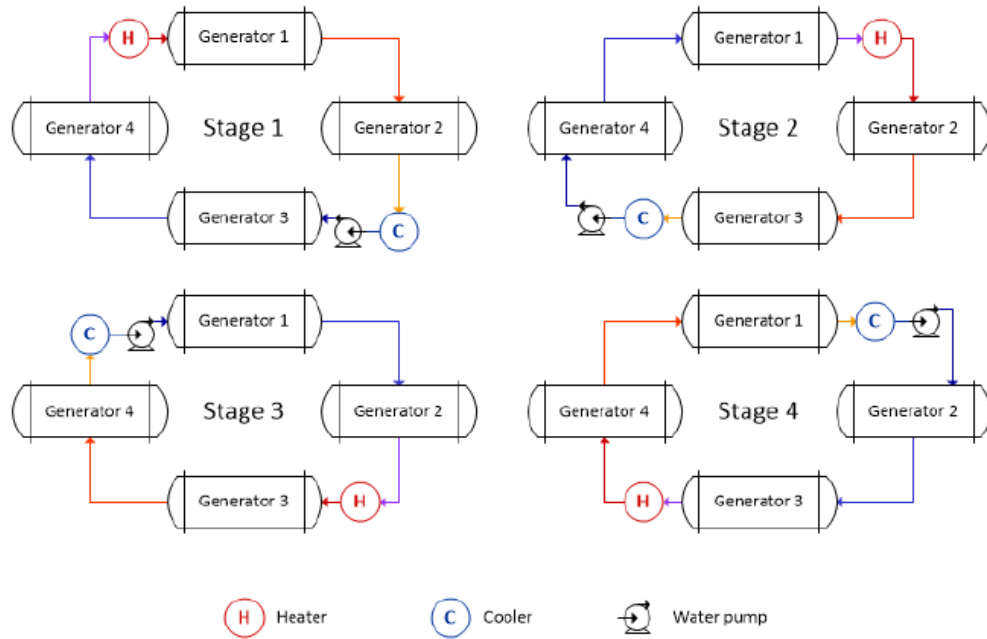 H
Generator 1
Generator 4
Stage 1
Generator 2
Generator 3
C
Generator 1
H
Generator 4
Stage 2
Generator 2
C
Generator 3
C
Generator 1
Generator 4
Stage 3
Generator 2
Generator 3
H
Generator 1
C
Generator 4
Stage 4
Generator 2
H
Generator 3
H Heater
C Cooler
Water pump